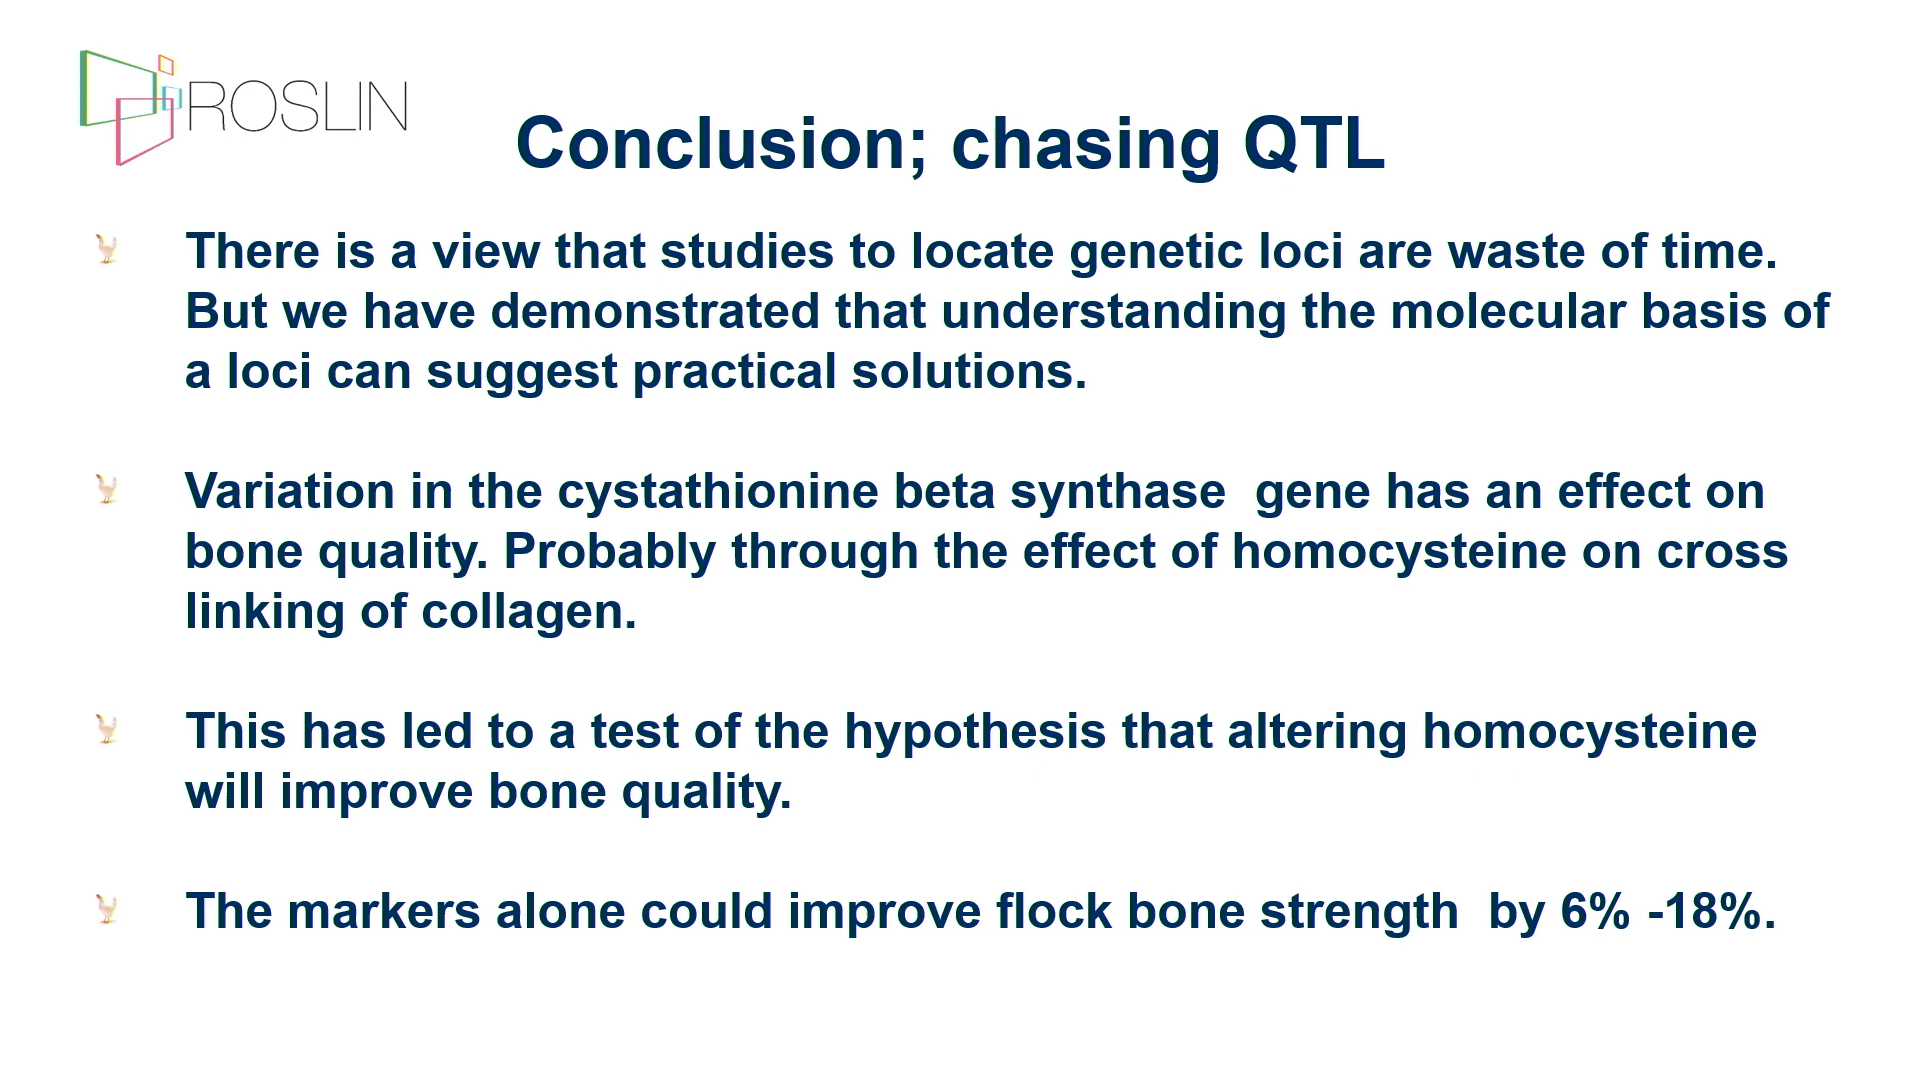 ROSLIN
Conclusion; chasing QTL
There is a view that studies to locate genetic loci are waste of time.
But we have demonstrated that understanding the molecular basis of
a loci can suggest practical solutions.
Variation in the cystathionine beta synthase  gene has an effect on
bone quality. Probably through the effect of homocysteine on cross
linking of collagen.
This has led to a test of the hypothesis that altering homocysteine
will improve bone quality.
The markers alone could improve flock bone strength  by 6% -18%.